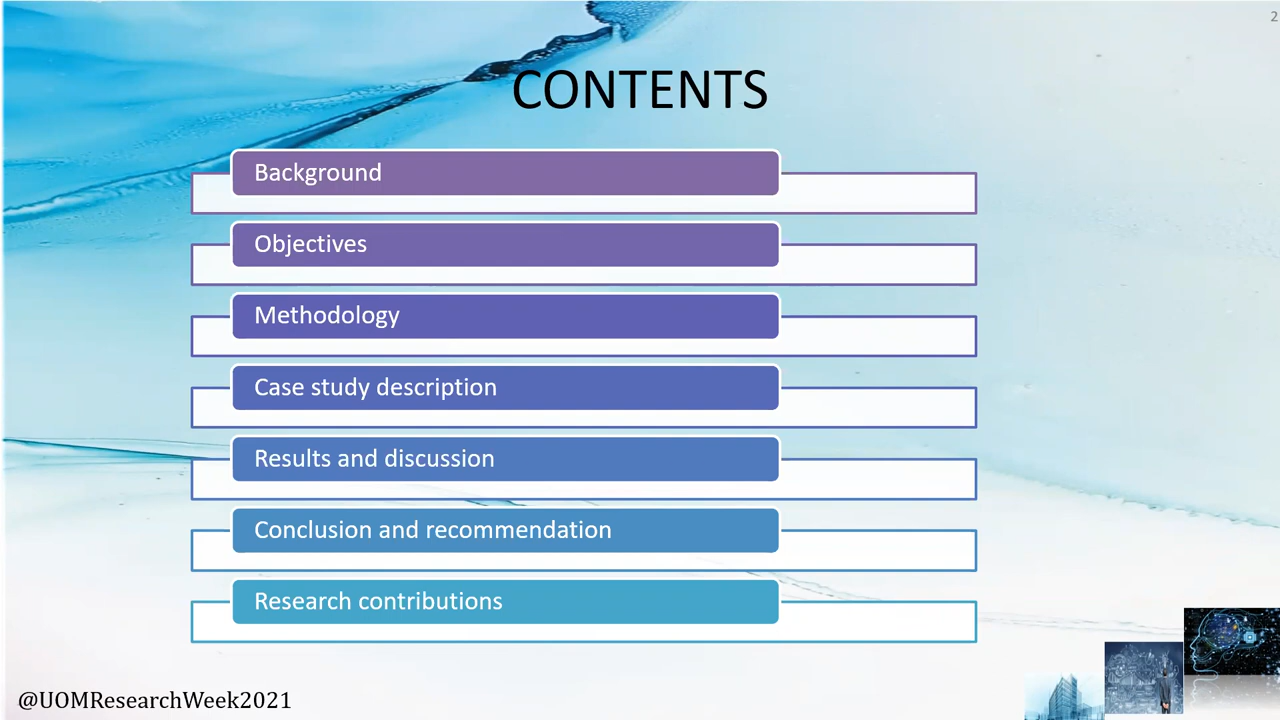 2
CONTENTS
Background
Objectives
Methodology
Case study description
Results and discussion
Conclusion and recommendation
Research contributions
@UOMResearchWeek2021